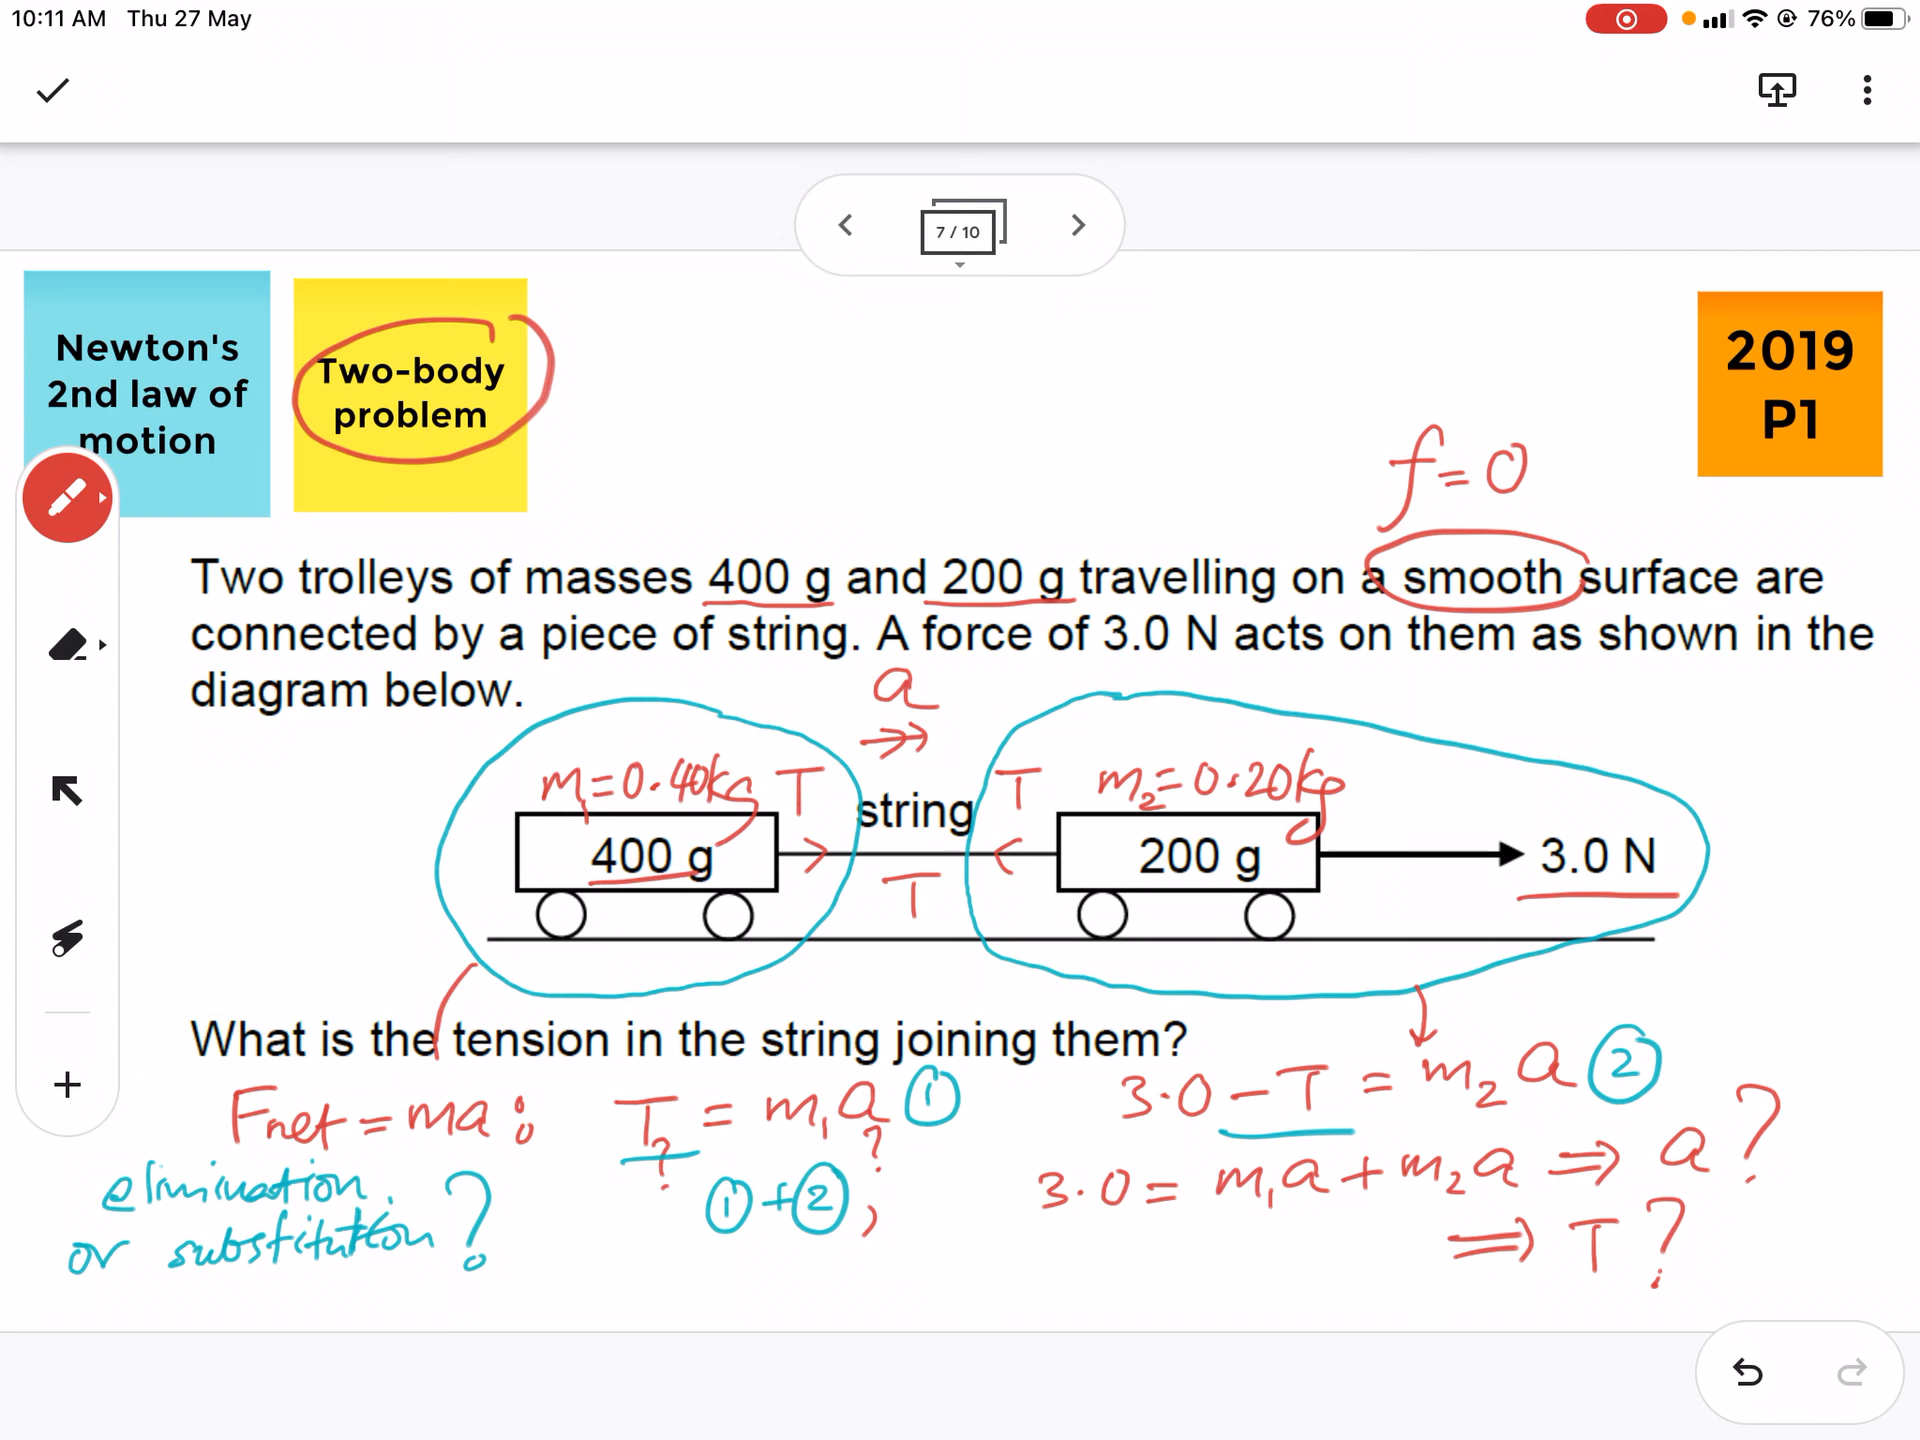 10:11 AM Thu 27 May
76%
7 / 10
Newton's
2nd law of
motion
Two-body
problem
2019
P1
f=0
Two trolleys of masses 400 g and 200 g travelling on a smooth surface are
connected by a piece of string. A force of 3.0 N acts on them as shown in the
diagram below.
a
m₁=0.40kg T
string
T m₂=0.20kg
400 g
200 g
3.0 N
T
What is the tension in the string joining them?
Fnet = ma: T = m₁a ①
? ?
3.0 - T = m₂a ②
elimination
or substitution?
①+②;
3.0 = m₁a + m₂a ⟹ a?
⟹ T?